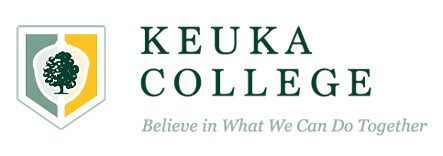 KEUKA
COLLEGE
Believe in What We Can Do Together